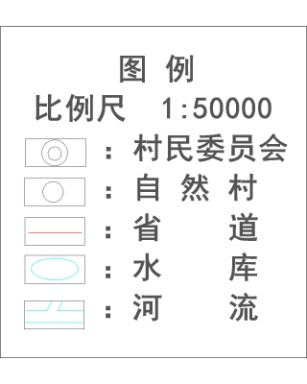 图 例
比例尺 1:50000
：村民委员会
：自 然 村
：省 道
：水 库
：河 流